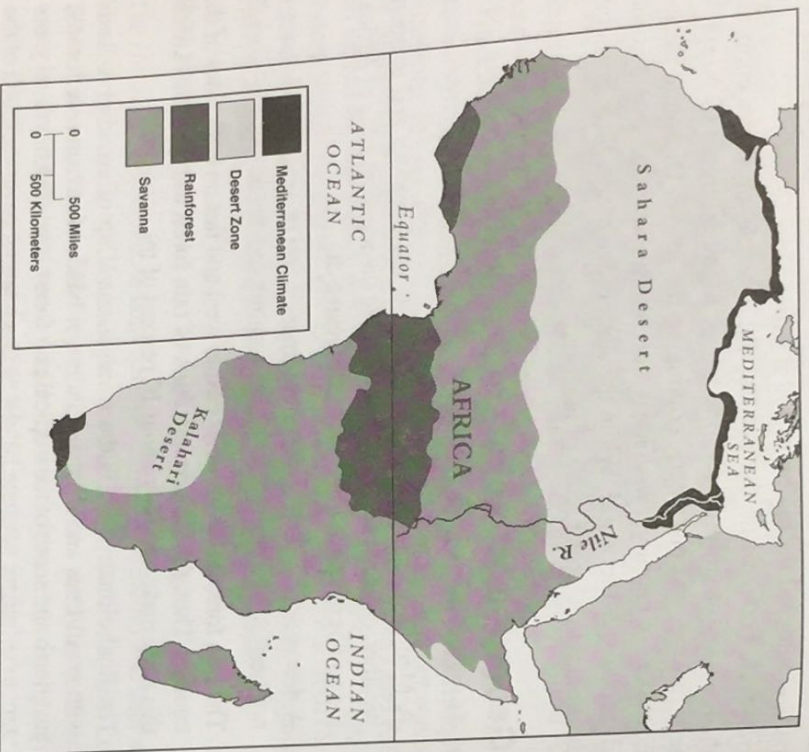 MEDITERRANEAN
SEA
Sahara Desert
Nile R.
AFRICA
Equator
ATLANTIC
OCEAN
INDIAN
OCEAN
Kalahari
Desert
Mediterranean Climate
Desert Zone
Rainforest
Savanna
0 500 Miles
0 500 Kilometers